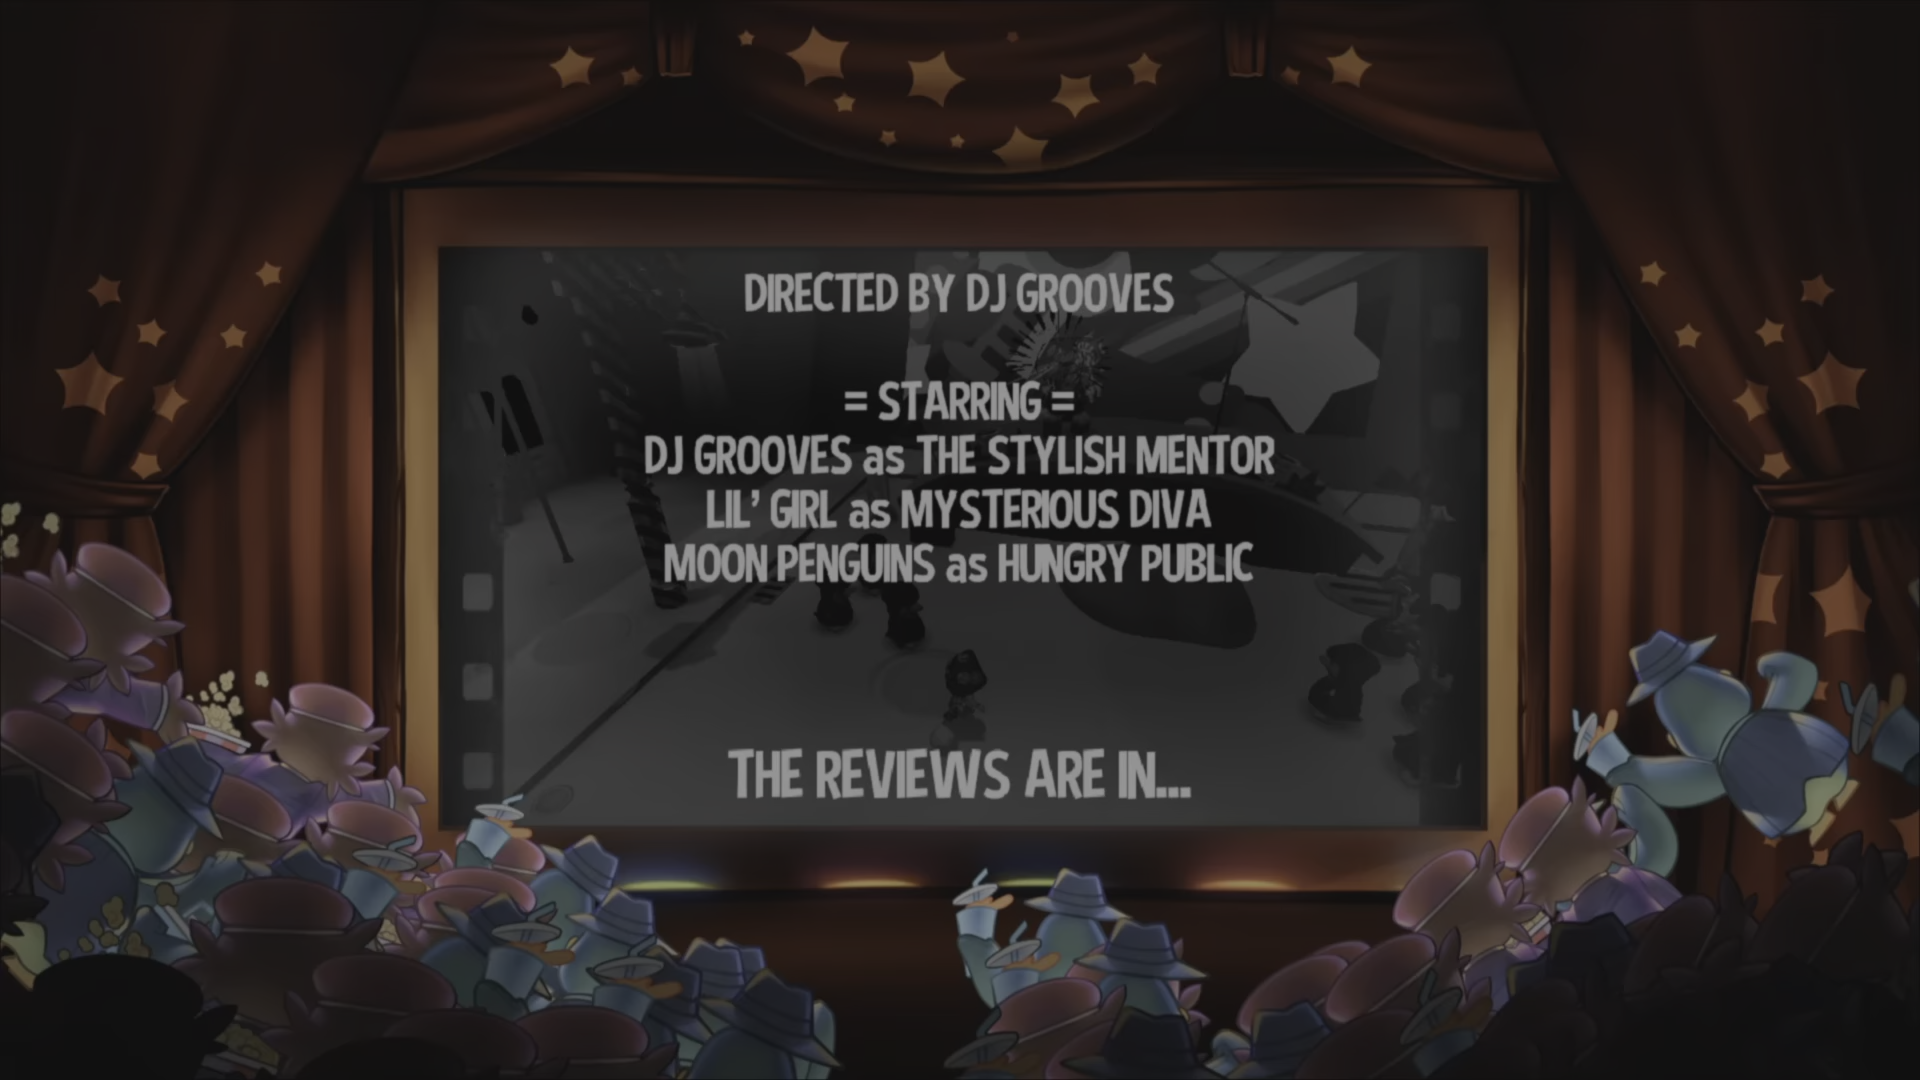 DIRECTED BY DJ GROOVES
= STARRING =
DJ GROOVES as THE STYLISH MENTOR
LIL' GIRL as MYSTERIOUS DIVA
MOON PENGUINS as HUNGRY PUBLIC
THE REVIEWS ARE IN...